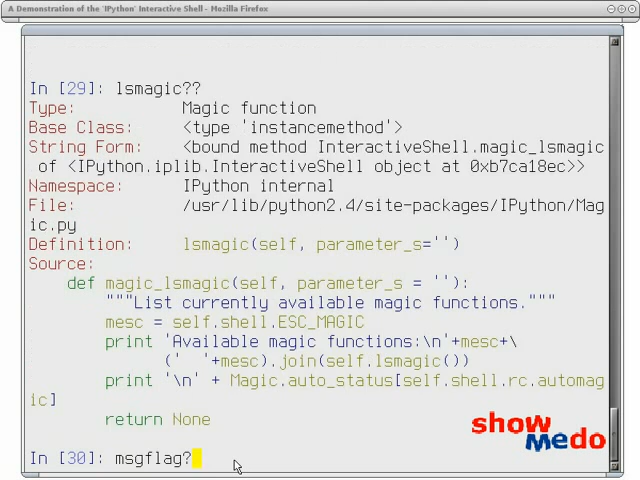 A Demonstration of the 'IPython' Interactive Shell - Mozilla Firefox
In [29]: lsmagic??
Type: Magic function
Base Class: <type 'instancemethod'>
String Form: <bound method InteractiveShell.magic_lsmagic
of <IPython.iplib.InteractiveShell object at 0xb7ca18ec>>
Namespace: IPython internal
File: /usr/lib/python2.4/site-packages/IPython/Mag
ic.py
Definition: lsmagic(self, parameter_s='')
Source:
def magic_lsmagic(self, parameter_s = ''):
"""List currently available magic functions."""
mesc = self.shell.ESC_MAGIC
print 'Available magic functions:\n'+mesc+\
(' '+mesc).join(self.lsmagic())
print '\n' + Magic.auto_status[self.shell.rc.automag
ic]
return None
In [30]: msgflag?
show
medo